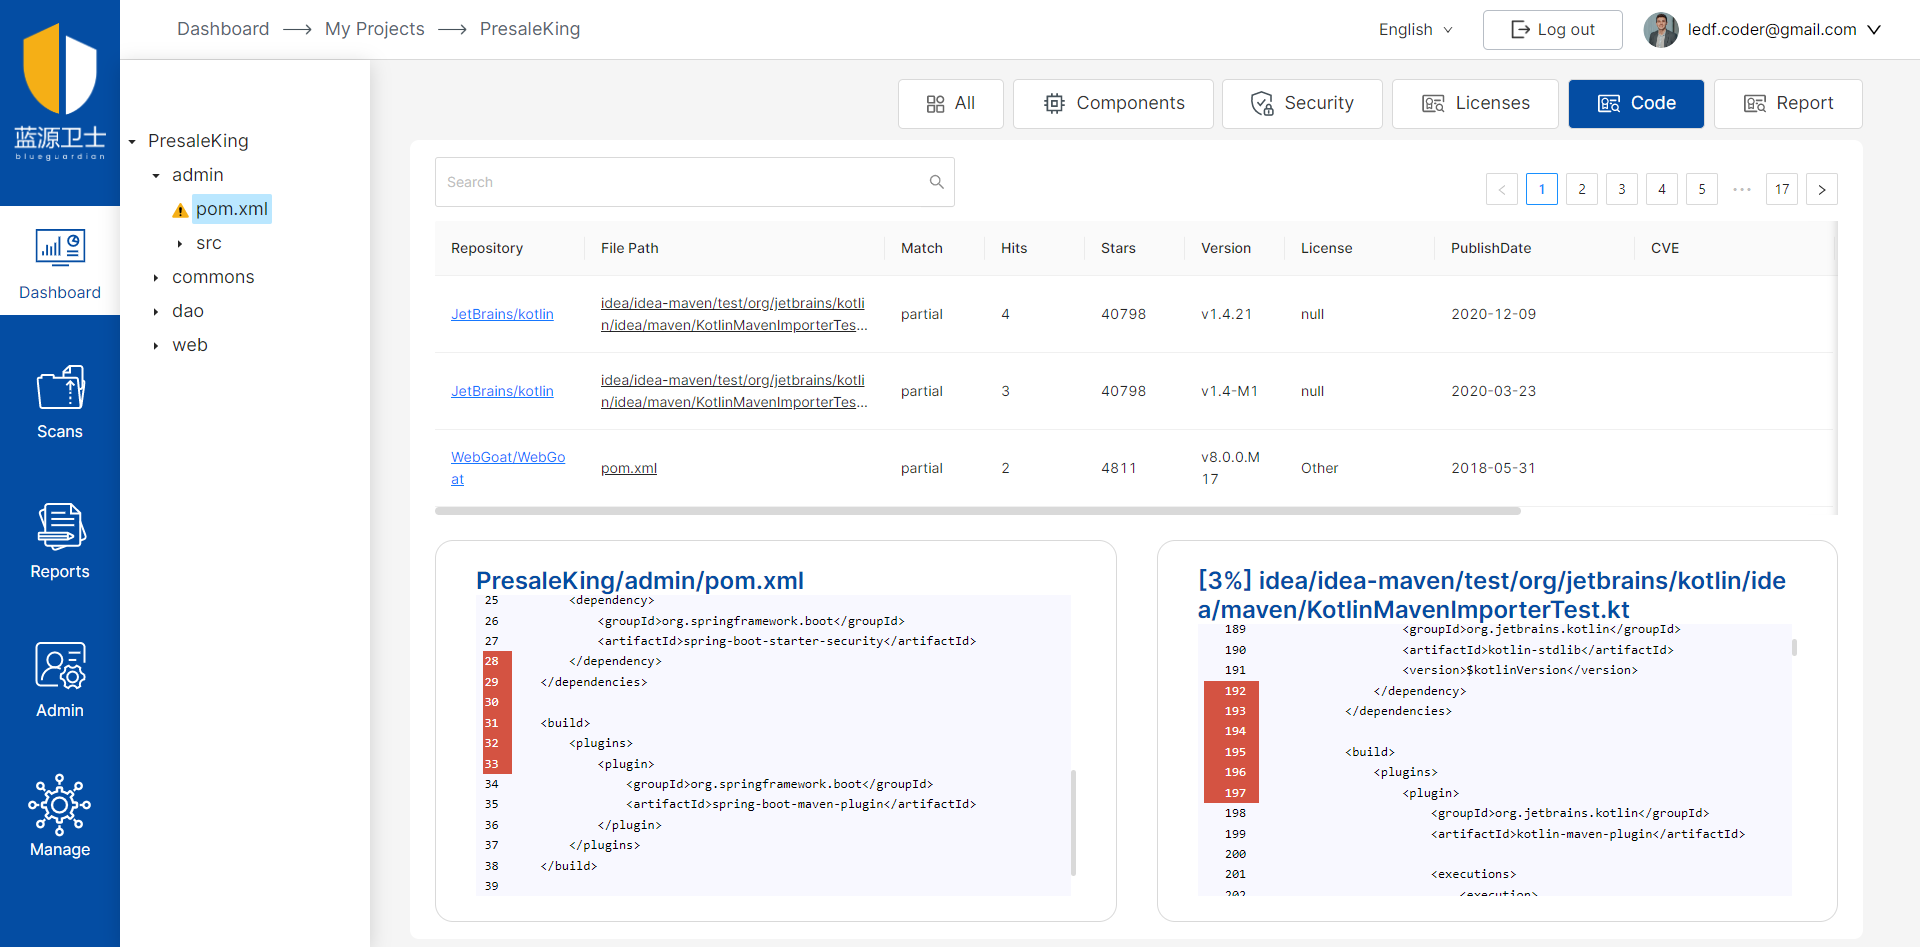 蓝源卫士
blueguardian
Dashboard
Scans
Reports
Admin
Manage
Dashboard → My Projects → PresaleKing
English
Log out
ledf.coder@gmail.com
PresaleKing
admin
pom.xml
src
commons
dao
web
All
Components
Security
Licenses
Code
Report
Search
< 1 2 3 4 5 ••• 17 >
Repository File Path Match Hits Stars Version License PublishDate CVE
JetBrains/kotlin
idea/idea-maven/test/org/jetbrains/kotli
n/idea/maven/KotlinMavenImporterTes...
partial 4 40798 v1.4.21 null 2020-12-09
JetBrains/kotlin
idea/idea-maven/test/org/jetbrains/kotli
n/idea/maven/KotlinMavenImporterTes...
partial 3 40798 v1.4-M1 null 2020-03-23
WebGoat/WebGo
at
pom.xml
partial 2 4811
v8.0.0.M
17
Other 2018-05-31
PresaleKing/admin/pom.xml
25 <dependency>
26 <groupId>org.springframework.boot</groupId>
27 <artifactId>spring-boot-starter-security</artifactId>
28 </dependency>
29 </dependencies>
30
31 <build>
32 <plugins>
33 <plugin>
34 <groupId>org.springframework.boot</groupId>
35 <artifactId>spring-boot-maven-plugin</artifactId>
36 </plugin>
37 </plugins>
38 </build>
39
[3%] idea/idea-maven/test/org/jetbrains/kotlin/ide
a/maven/KotlinMavenImporterTest.kt
189 <groupId>org.jetbrains.kotlin</groupId>
190 <artifactId>kotlin-stdlib</artifactId>
191 <version>$kotlinVersion</version>
192 </dependency>
193 </dependencies>
194
195 <build>
196 <plugins>
197 <plugin>
198 <groupId>org.jetbrains.kotlin</groupId>
199 <artifactId>kotlin-maven-plugin</artifactId>
200
201 <executions>
202 <execution>